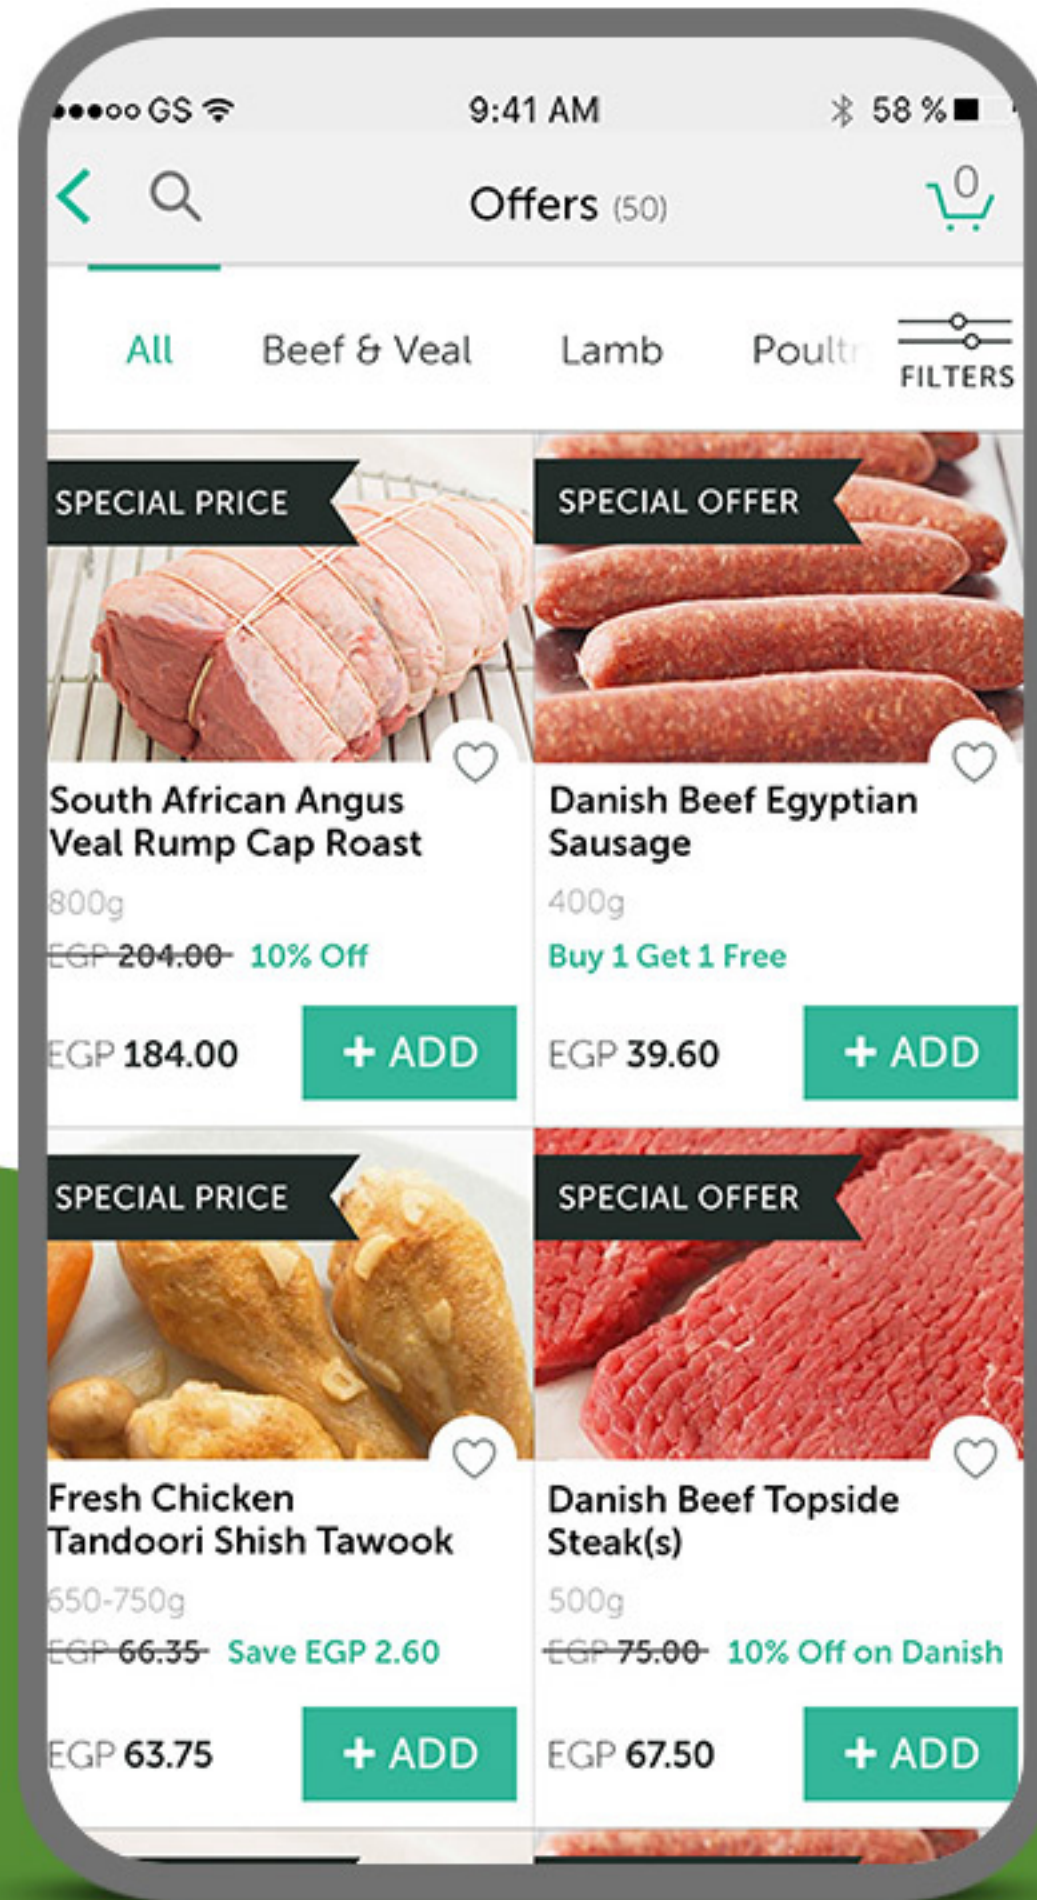 GS 9:41 AM 58 %
Offers (50) 0
All Beef & Veal Lamb Poultr FILTERS
SPECIAL PRICE
South African Angus
Veal Rump Cap Roast
800g
EGP 204.00 10% Off
EGP 184.00 + ADD
SPECIAL OFFER
Danish Beef Egyptian
Sausage
400g
Buy 1 Get 1 Free
EGP 39.60 + ADD
SPECIAL PRICE
Fresh Chicken
Tandoori Shish Tawook
650-750g
EGP 66.35 Save EGP 2.60
EGP 63.75 + ADD
SPECIAL OFFER
Danish Beef Topside
Steak(s)
500g
EGP 75.00 10% Off on Danish
EGP 67.50 + ADD